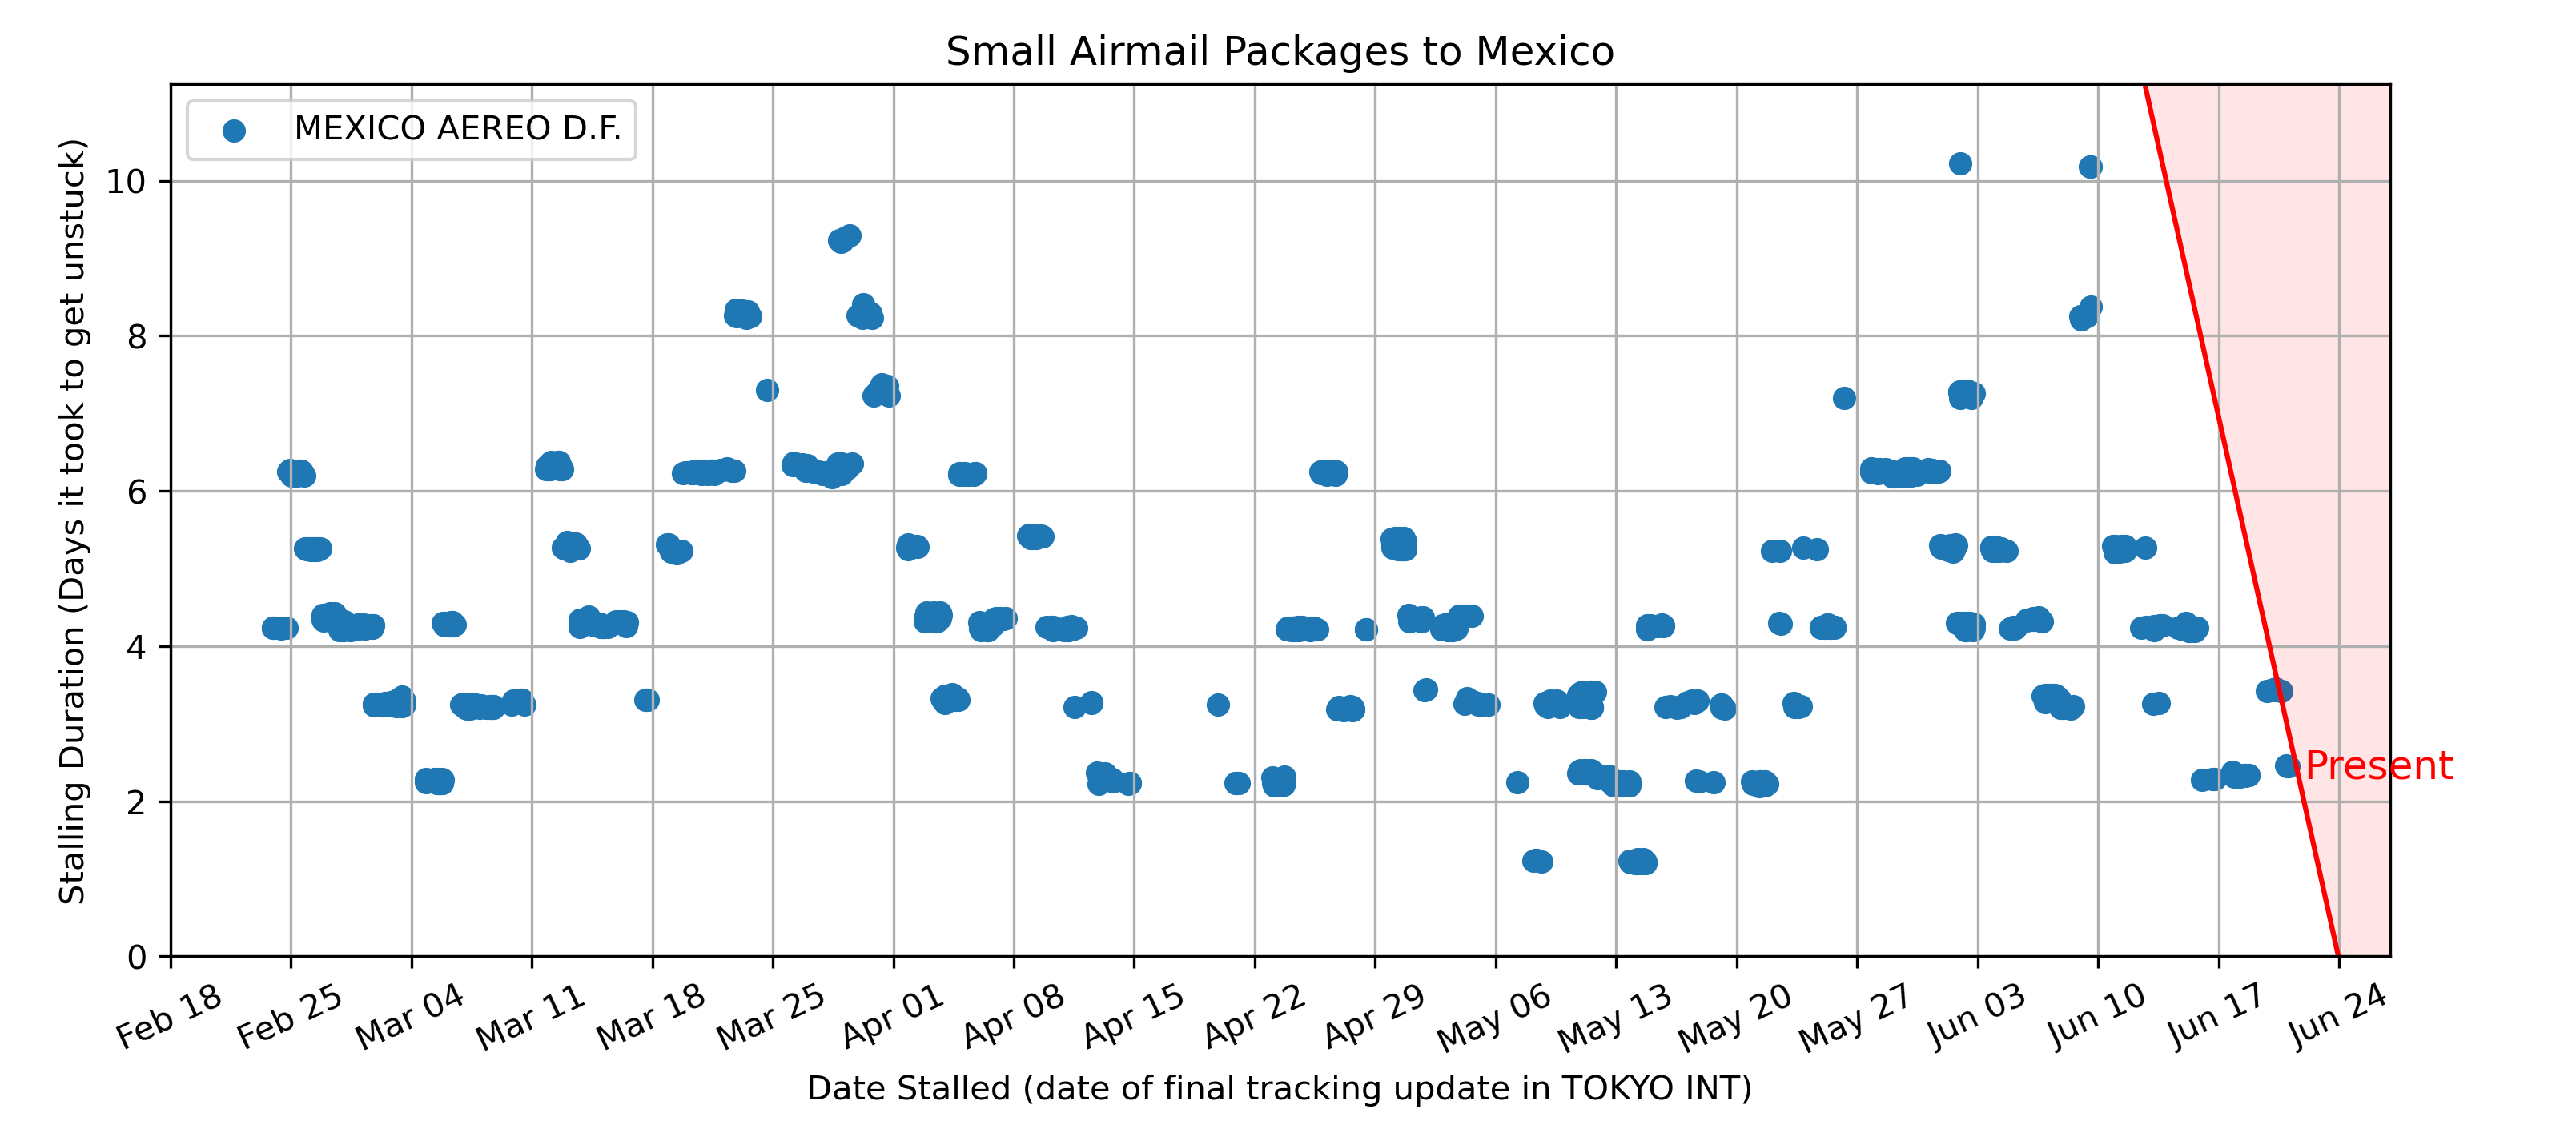 Small Airmail Packages to Mexico
MEXICO AEREO D.F.
Stalling Duration (Days it took to get unstuck)
10
8
6
4
2
0
Present
Feb 18
Feb 25
Mar 04
Mar 11
Mar 18
Mar 25
Apr 01
Apr 08
Apr 15
Apr 22
Apr 29
May 06
May 13
May 20
May 27
Jun 03
Jun 10
Jun 17
Jun 24
Date Stalled (date of final tracking update in TOKYO INT)